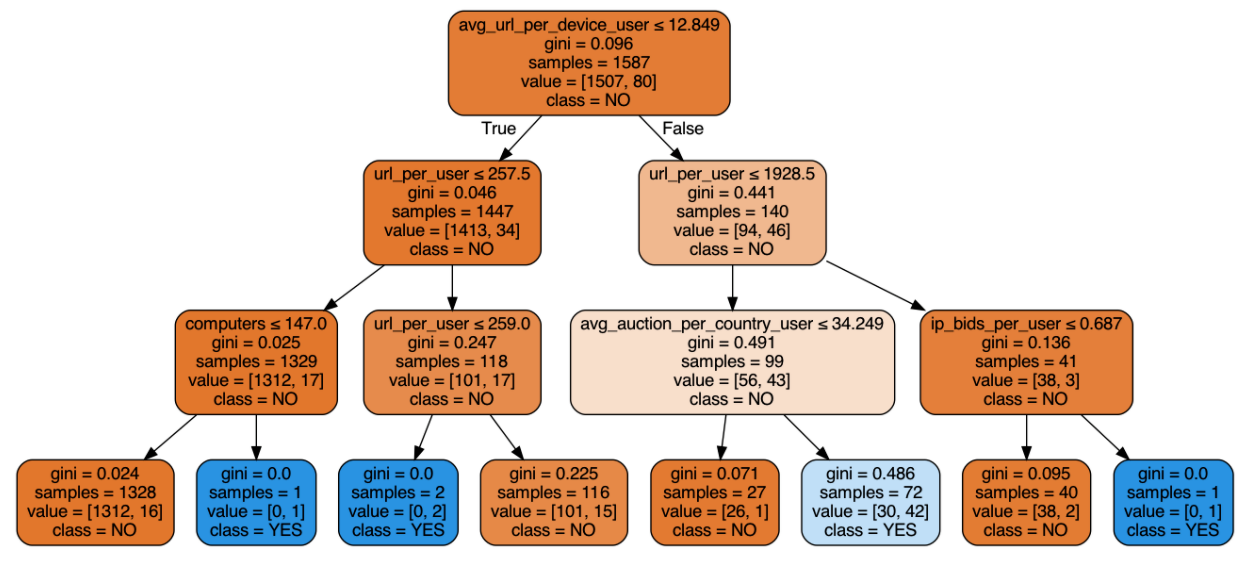 avg_url_per_device_user ≤ 12.849
gini = 0.096
samples = 1587
value = [1507, 80]
class = NO
True
False
url_per_user ≤ 257.5
gini = 0.046
samples = 1447
value = [1413, 34]
class = NO
url_per_user ≤ 1928.5
gini = 0.441
samples = 140
value = [94, 46]
class = NO
computers ≤ 147.0
gini = 0.025
samples = 1329
value = [1312, 17]
class = NO
url_per_user ≤ 259.0
gini = 0.247
samples = 118
value = [101, 17]
class = NO
avg_auction_per_country_user ≤ 34.249
gini = 0.491
samples = 99
value = [56, 43]
class = NO
ip_bids_per_user ≤ 0.687
gini = 0.136
samples = 41
value = [38, 3]
class = NO
gini = 0.024
samples = 1328
value = [1312, 16]
class = NO
gini = 0.0
samples = 1
value = [0, 1]
class = YES
gini = 0.0
samples = 2
value = [0, 2]
class = YES
gini = 0.225
samples = 116
value = [101, 15]
class = NO
gini = 0.071
samples = 27
value = [26, 1]
class = NO
gini = 0.486
samples = 72
value = [30, 42]
class = YES
gini = 0.095
samples = 40
value = [38, 2]
class = NO
gini = 0.0
samples = 1
value = [0, 1]
class = YES